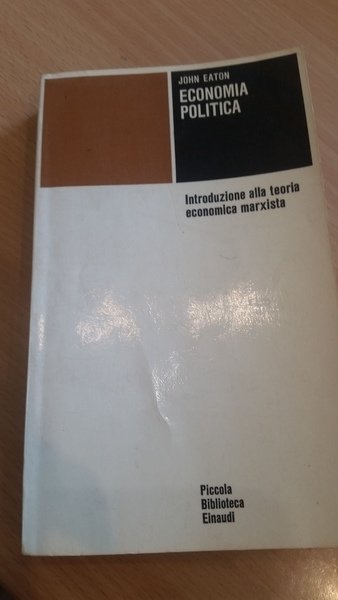 JOHN EATON
ECONOMIA
POLITICA
Introduzione alla teoria
economica marxista
Piccola
Biblioteca
Einaudi